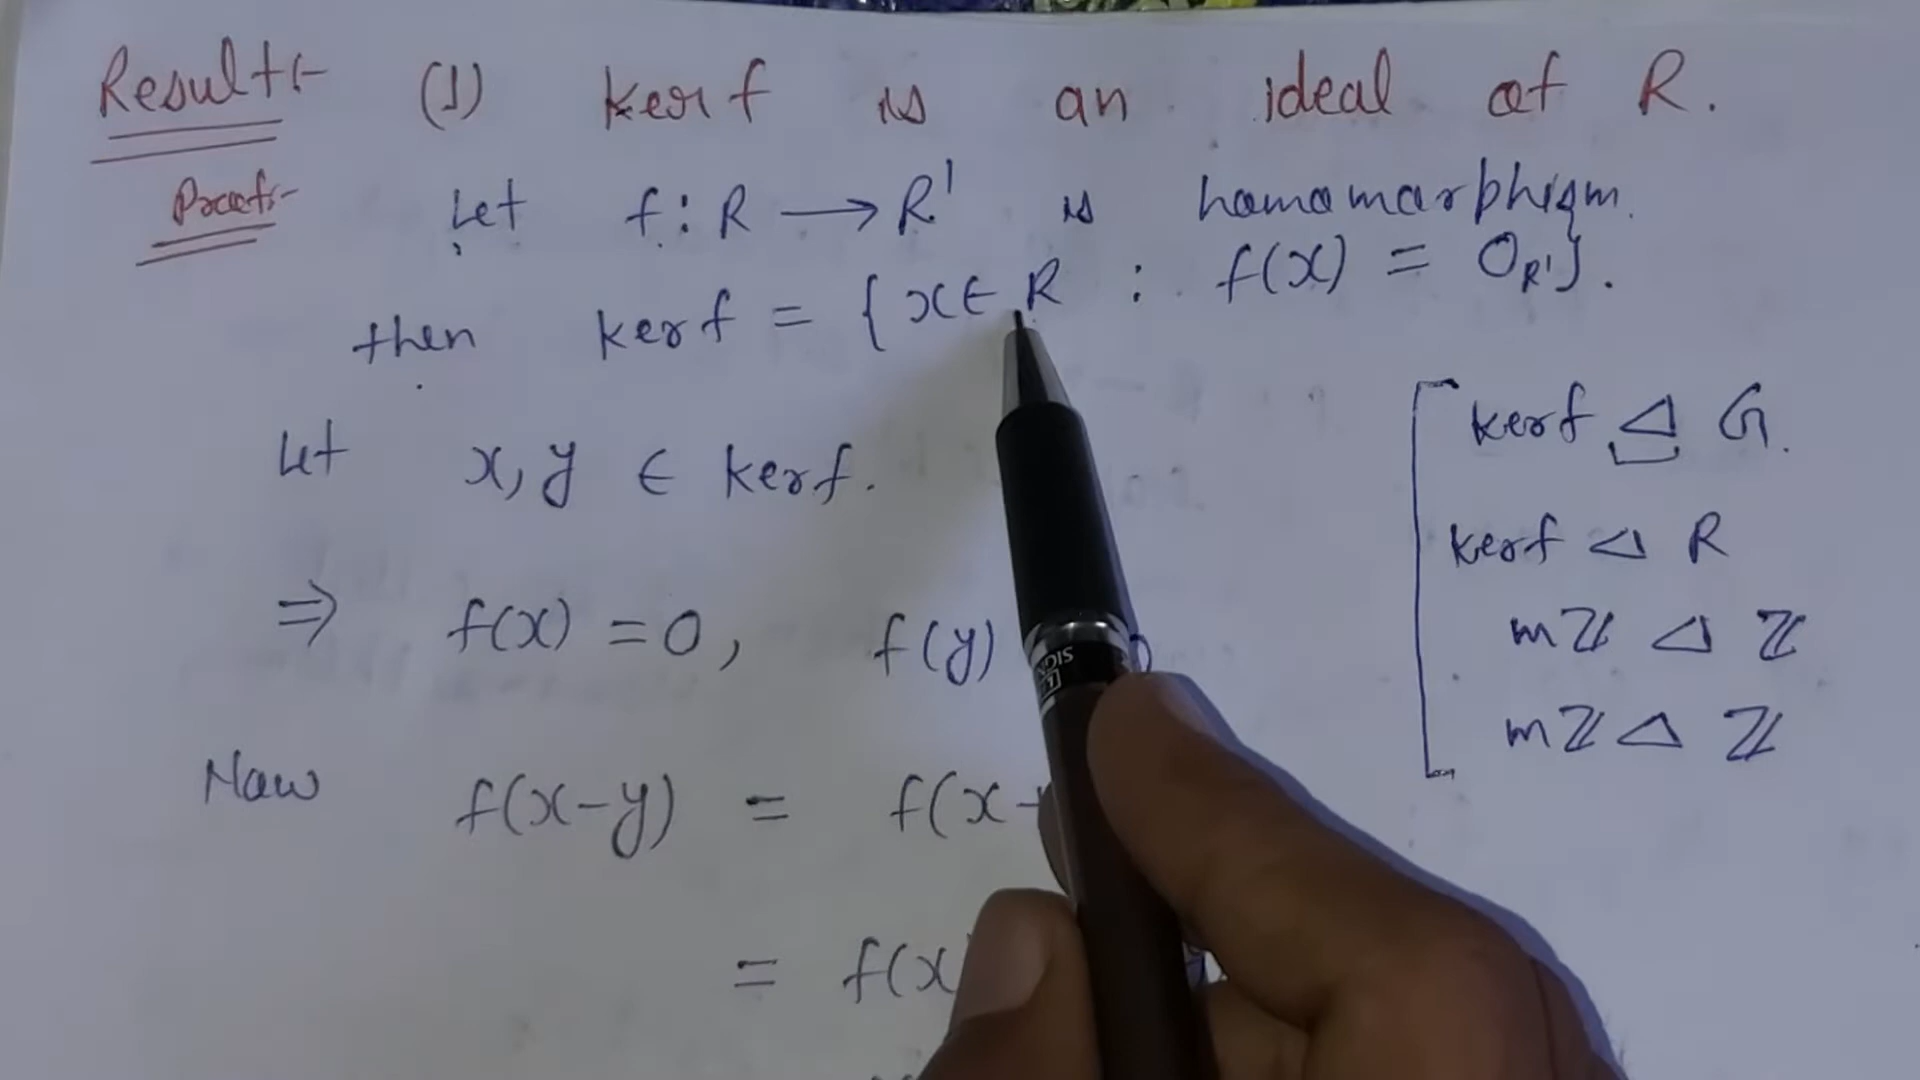 Result:- (1) kerf is an ideal of R.
Proof:- Let f: R ⟶ R' is homomorphism.
then kerf = { x ∈ R : f(x) = 0R' }.
Let x, y ∈ kerf.
⇒ f(x) = 0, f(y)
Now f(x-y) = f(x+
= f(x)
kerf ⊴ G.
kerf ⊲ R
mℤ ⊲ ℤ
mℤ Δ ℤ